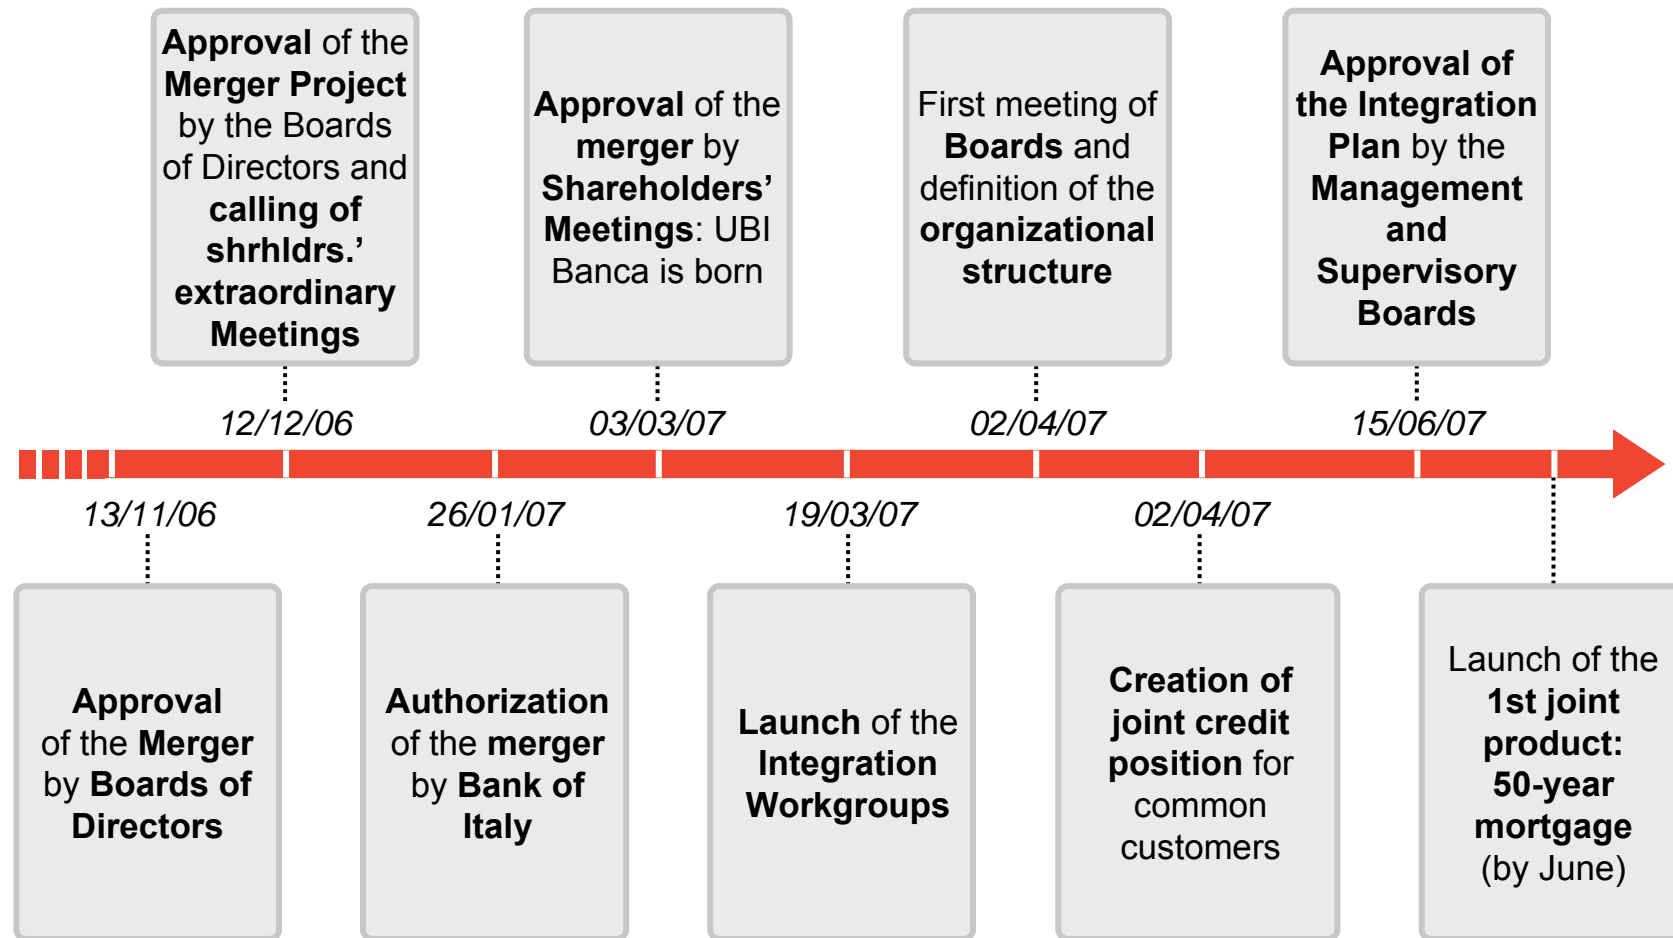 Approval of the
Merger Project
by the Boards
of Directors and
calling of
shrhldrs.’
extraordinary
Meetings
Approval of the
merger by
Shareholders’
Meetings: UBI
Banca is born
First meeting of
Boards and
definition of the
organizational
structure
Approval of
the Integration
Plan by the
Management
and
Supervisory
Boards
12/12/06
03/03/07
02/04/07
15/06/07
13/11/06
26/01/07
19/03/07
02/04/07
Approval
of the Merger
by Boards of
Directors
Authorization
of the merger
by Bank of
Italy
Launch of the
Integration
Workgroups
Creation of
joint credit
position for
common
customers
Launch of the
1st joint
product:
50-year
mortgage
(by June)